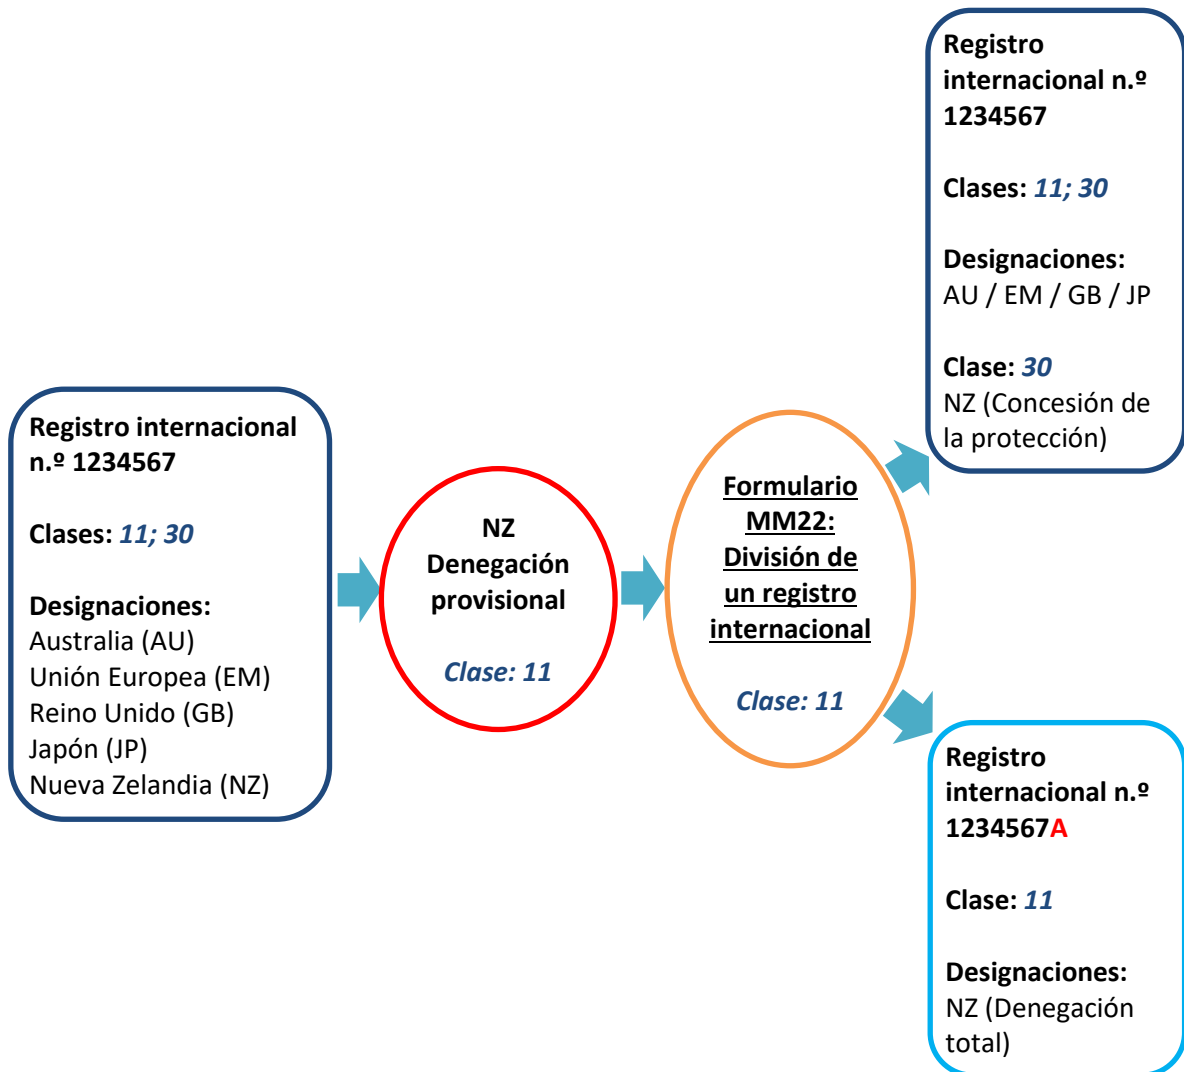 Registro internacional
n.º 1234567
Clases: 11; 30
Designaciones:
Australia (AU)
Unión Europea (EM)
Reino Unido (GB)
Japón (JP)
Nueva Zelandia (NZ)
NZ
Denegación
provisional
Clase: 11
Formulario
MM22:
División de
un registro
internacional
Clase: 11
Registro
internacional n.º
1234567
Clases: 11; 30
Designaciones:
AU / EM / GB / JP
Clase: 30
NZ (Concesión de
la protección)
Registro
internacional n.º
1234567A
Clase: 11
Designaciones:
NZ (Denegación
total)